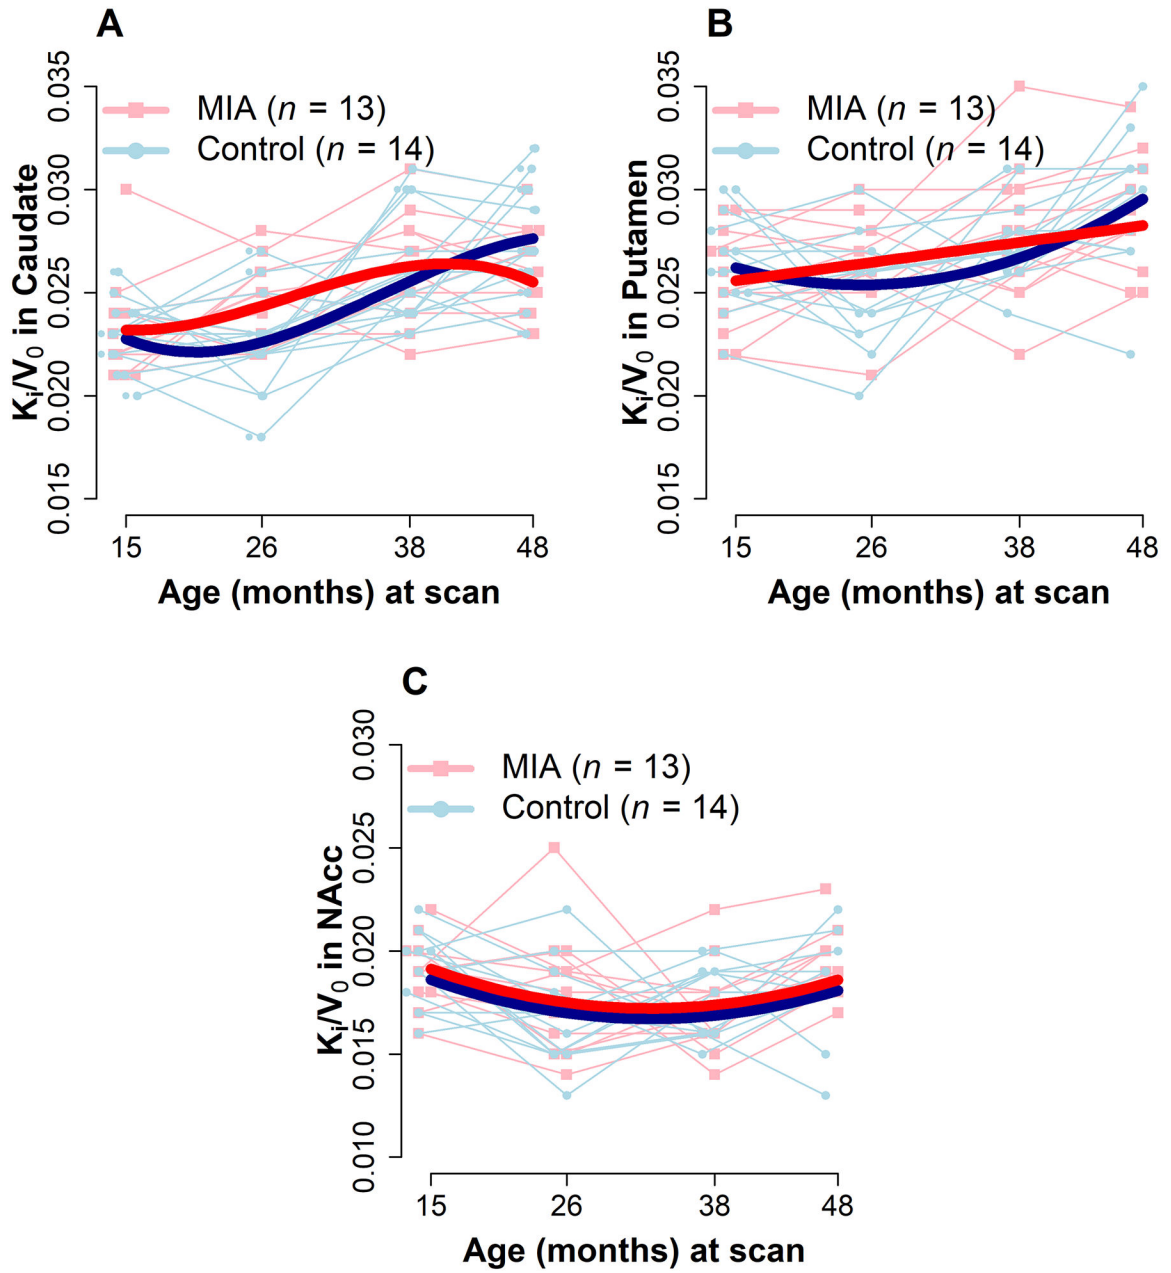 A
MIA (n = 13)
Control (n = 14)
Kᵢ/V₀ in Caudate
0.035
0.030
0.025
0.020
0.015
15 26 38 48
Age (months) at scan
B
MIA (n = 13)
Control (n = 14)
Kᵢ/V₀ in Putamen
0.035
0.030
0.025
0.020
0.015
15 26 38 48
Age (months) at scan
C
MIA (n = 13)
Control (n = 14)
Kᵢ/V₀ in NAcc
0.030
0.025
0.020
0.015
0.010
15 26 38 48
Age (months) at scan